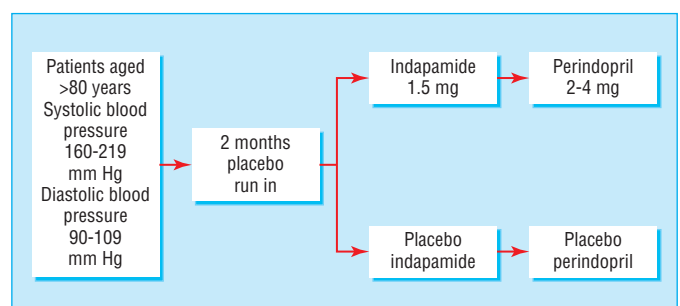 Patients aged
>80 years
Systolic blood
pressure
160-219
mm Hg
Diastolic blood
pressure
90-109
mm Hg
2 months
placebo
run in
Indapamide
1.5 mg
Perindopril
2-4 mg
Placebo
indapamide
Placebo
perindopril